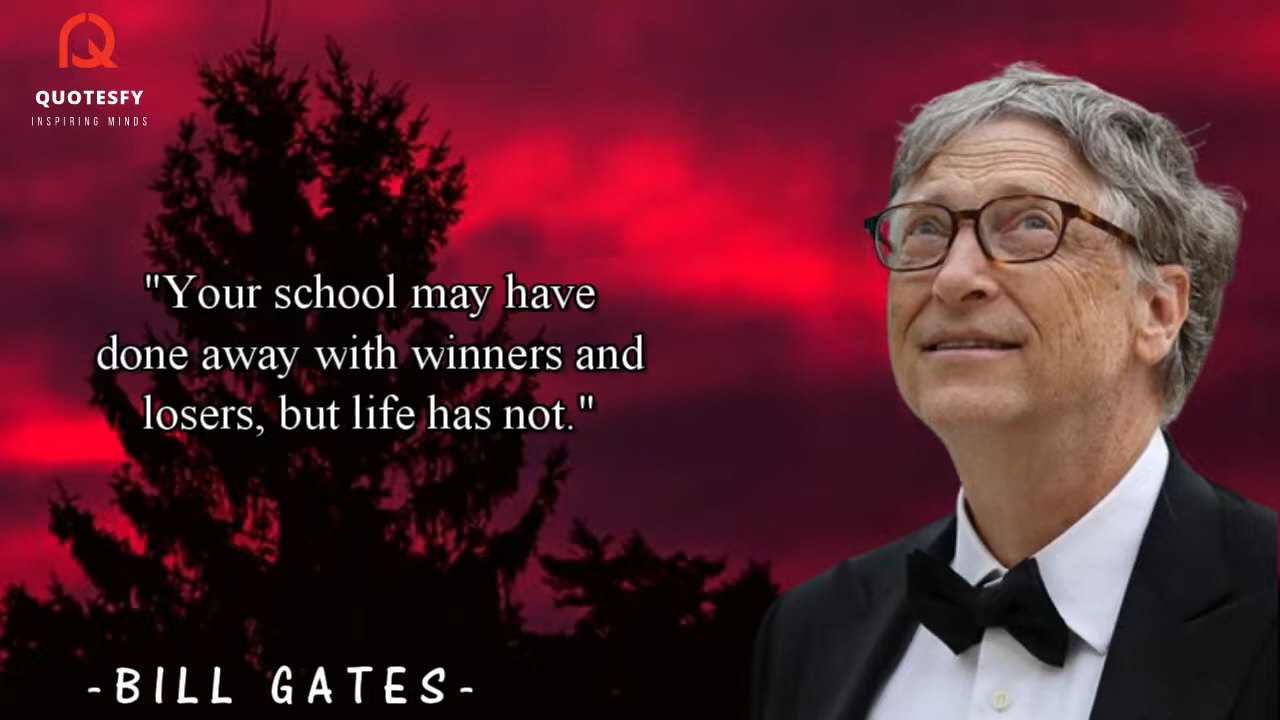 QUOTESFY
INSPIRING MINDS
"Your school may have
done away with winners and
losers, but life has not."
-BILL GATES-